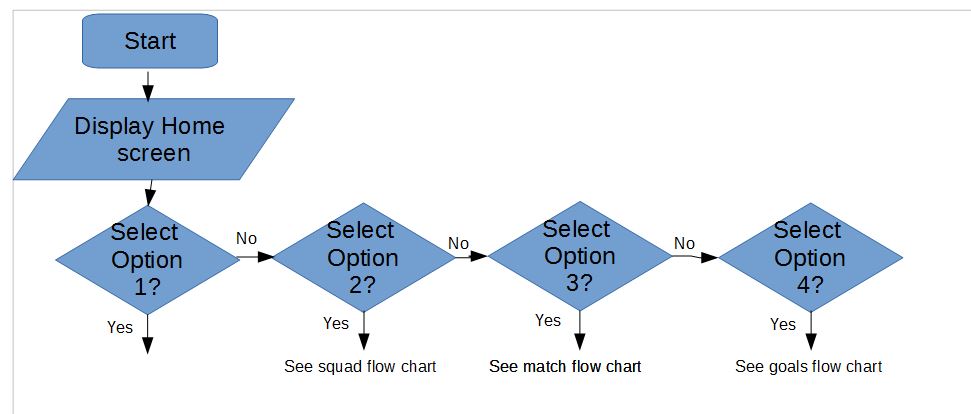 Start
Display Home
screen
Select
Option
1?
No
Select
Option
2?
No
Select
Option
3?
No
Select
Option
4?
Yes
Yes
Yes
Yes
See squad flow chart
See match flow chart
See goals flow chart